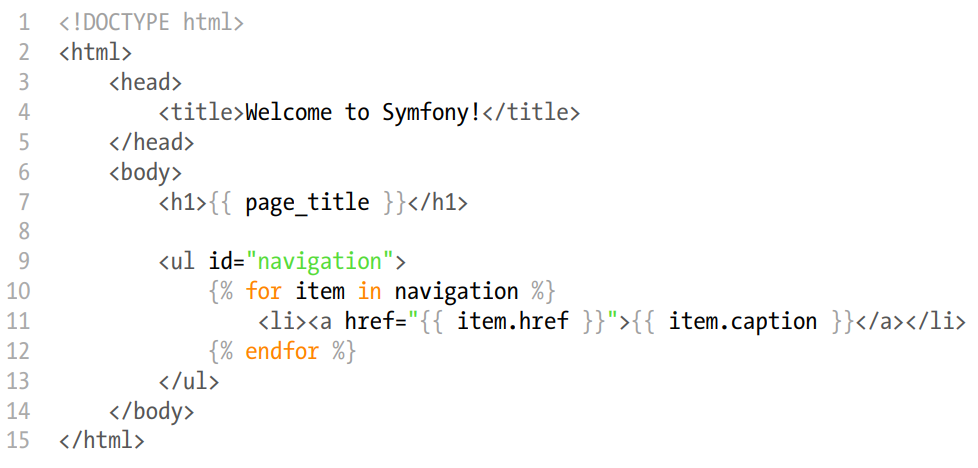 1 <!DOCTYPE html>
2 <html>
3     <head>
4         <title>Welcome to Symfony!</title>
5     </head>
6     <body>
7         <h1>{{ page_title }}</h1>
8
9         <ul id="navigation">
10             {% for item in navigation %}
11                 <li><a href="{{ item.href }}">{{ item.caption }}</a></li>
12             {% endfor %}
13         </ul>
14     </body>
15 </html>